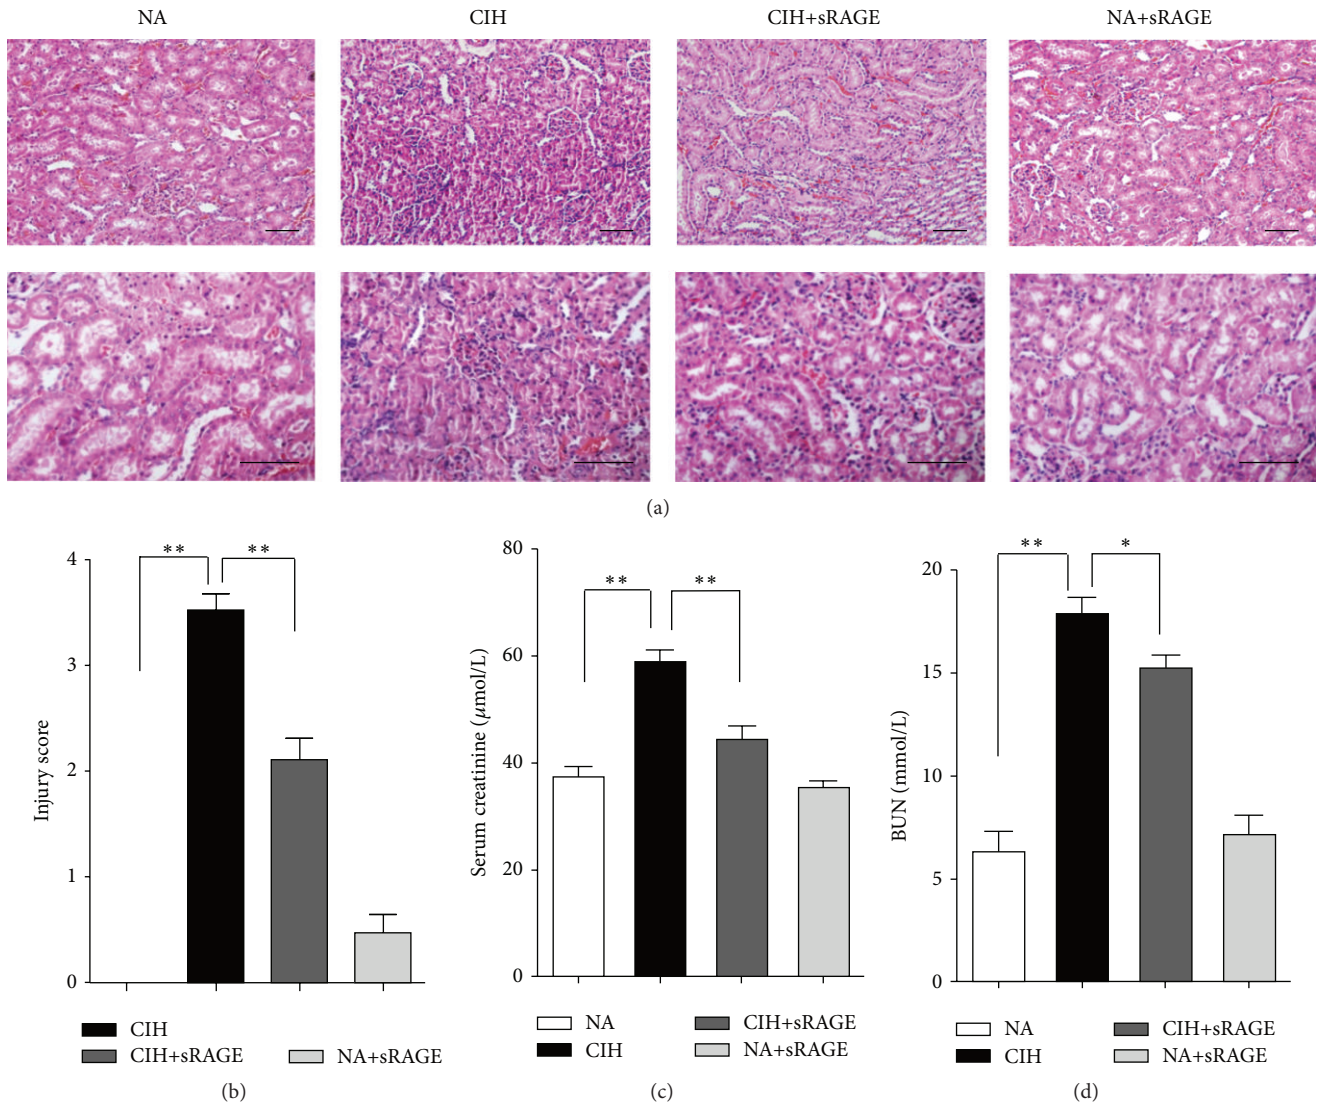 NA CIH CIH+sRAGE NA+sRAGE
(a)
4
3
2
1
0
Injury score
** **
CIH
CIH+sRAGE NA+sRAGE
(b)
80
60
40
20
0
Serum creatinine (μmol/L)
** **
NA CIH+sRAGE
CIH NA+sRAGE
(c)
20
15
10
5
0
BUN (mmol/L)
** *
NA CIH+sRAGE
CIH NA+sRAGE
(d)